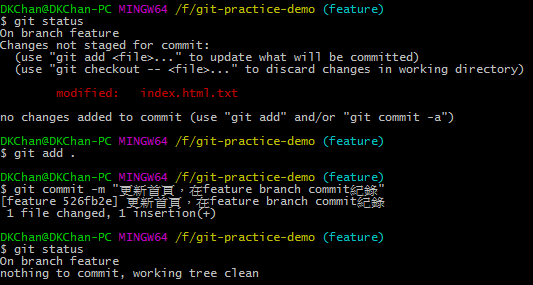 DKChan@DKChan-PC MINGW64 /f/git-practice-demo (feature)
$ git status
On branch feature
Changes not staged for commit:
  (use "git add <file>..." to update what will be committed)
  (use "git checkout -- <file>..." to discard changes in working directory)
        modified:   index.html.txt
no changes added to commit (use "git add" and/or "git commit -a")
DKChan@DKChan-PC MINGW64 /f/git-practice-demo (feature)
$ git add .
DKChan@DKChan-PC MINGW64 /f/git-practice-demo (feature)
$ git commit -m "更新首頁，在feature branch commit紀錄"
[feature 526fb2e] 更新首頁，在feature branch commit紀錄
 1 file changed, 1 insertion(+)
DKChan@DKChan-PC MINGW64 /f/git-practice-demo (feature)
$ git status
On branch feature
nothing to commit, working tree clean